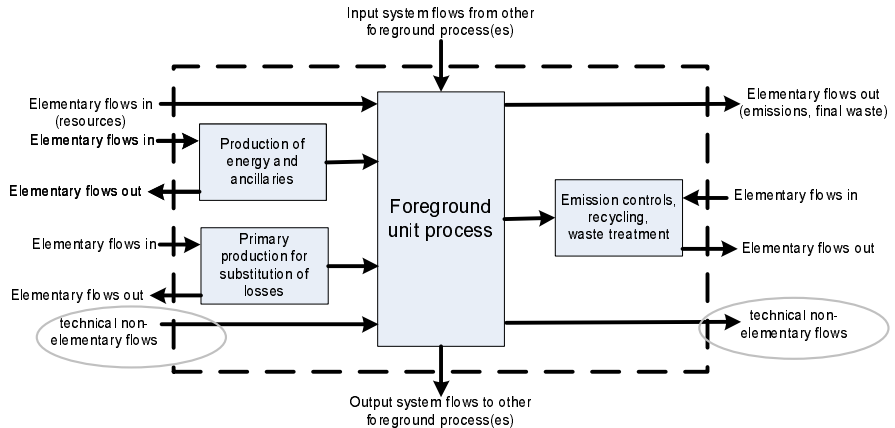 Input system flows from other
foreground process(es)
Elementary flows in
(resources)
Elementary flows in
Elementary flows out
Production of
energy and
ancillaries
Elementary flows in
Elementary flows out
Primary
production for
substitution of
losses
technical non-
elementary flows
Foreground
unit process
Elementary flows out
(emissions, final waste)
Emission controls,
recycling,
waste treatment
Elementary flows in
Elementary flows out
technical non-
elementary flows
Output system flows to other
foreground process(es)